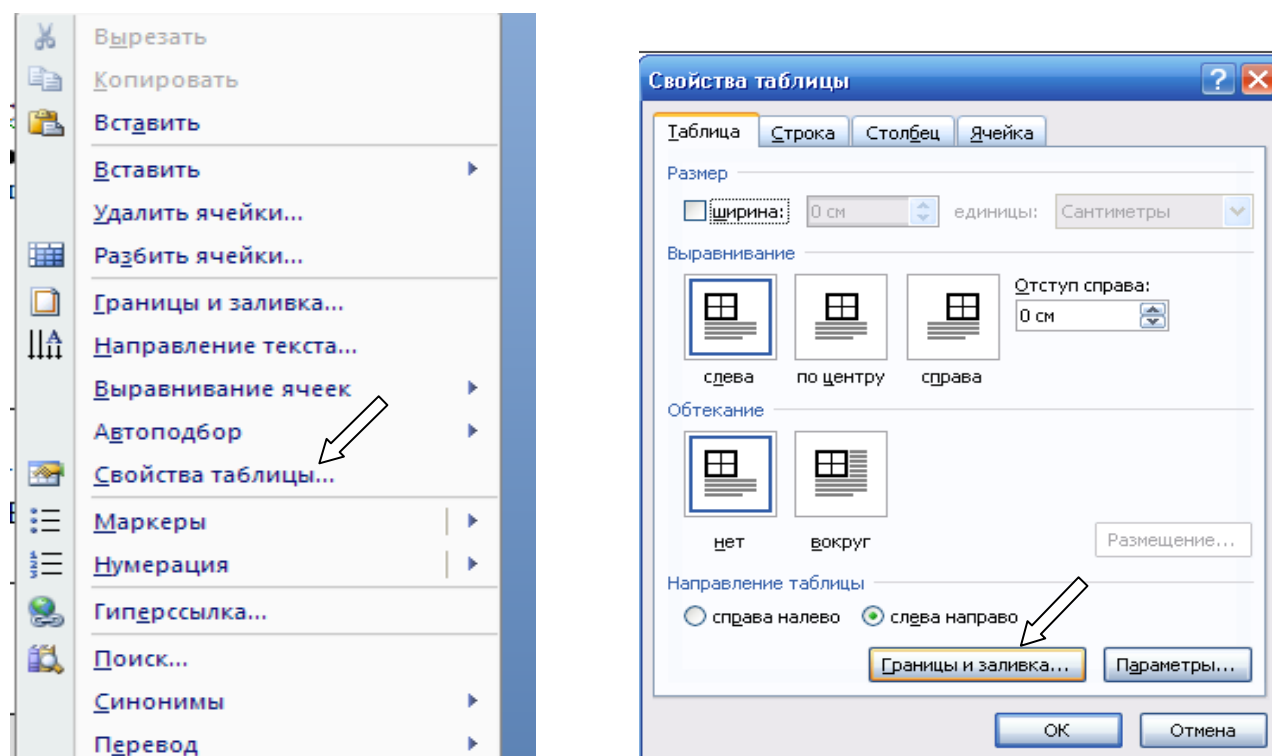 Вырезать
Копировать
Вставить
Вставить
Удалить ячейки...
Разбить ячейки...
Границы и заливка...
Направление текста...
Выравнивание ячеек
Автоподбор
Свойства таблицы...
Маркеры
Нумерация
Гиперссылка...
Поиск...
Синонимы
Перевод
Свойства таблицы
Таблица Строка Столбец Ячейка
Размер
ширина: 0 см единицы: Сантиметры
Выравнивание
Отступ справа:
0 см
слева по центру справа
Обтекание
нет вокруг
Размещение...
Направление таблицы
справа налево слева направо
Границы и заливка... Параметры...
ОК Отмена